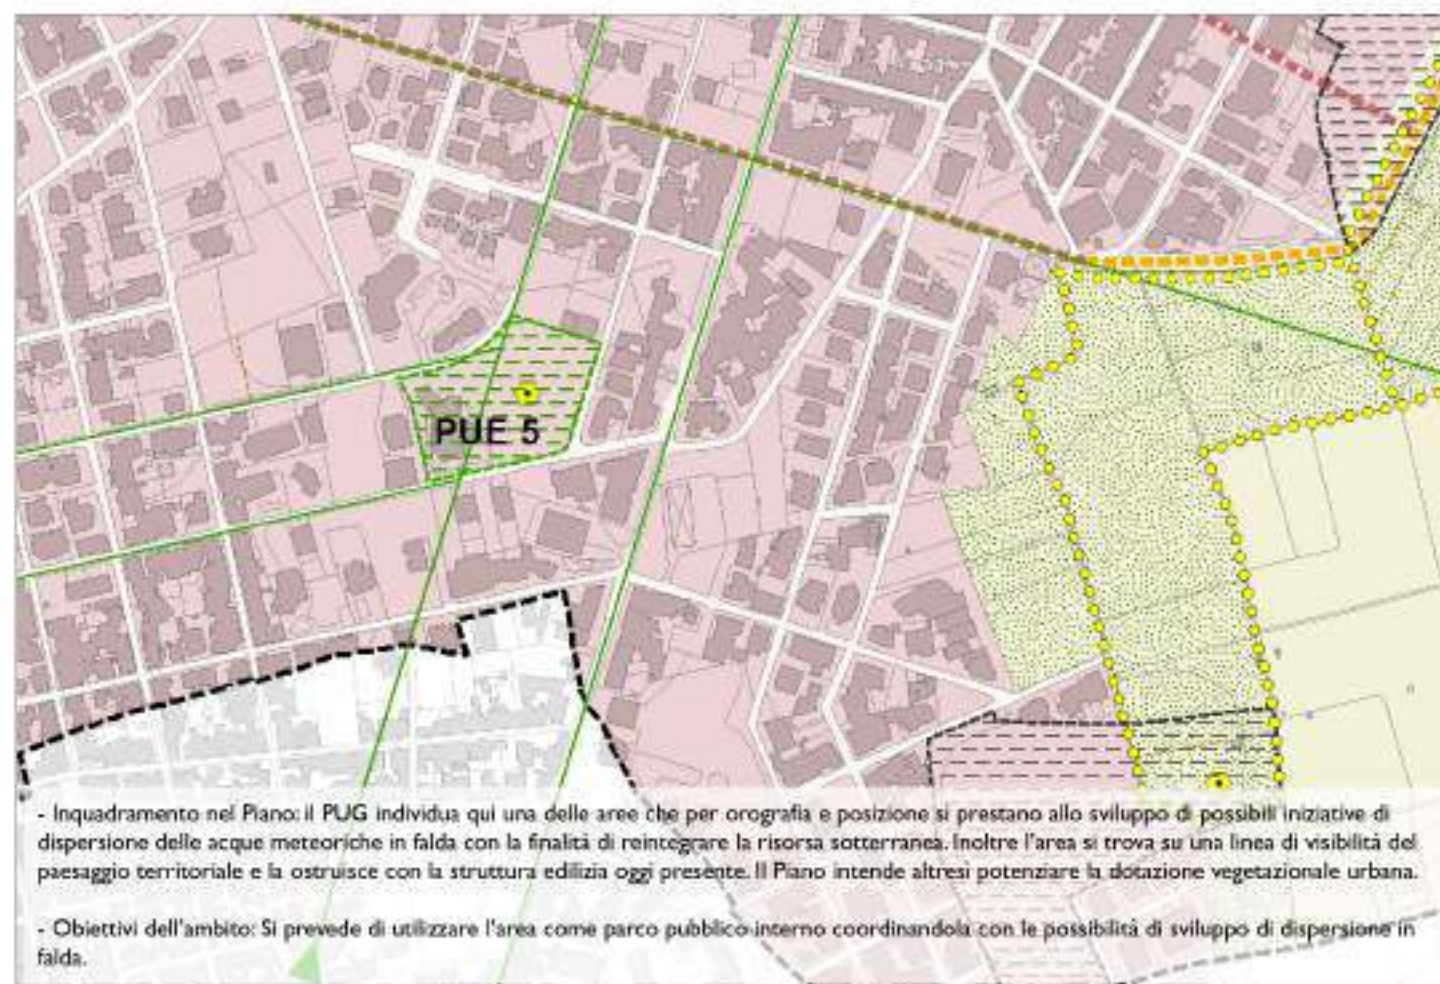 PUE 5
- Inquadramento nel Piano: il PUG individua qui una delle aree che per orografia e posizione si prestano allo sviluppo di possibili iniziative di
dispersione delle acque meteoriche in falda con la finalità di reintegrare la risorsa sotterranea. Inoltre l'area si trova su una linea di visibilità del
paesaggio territoriale e la ostruisce con la struttura edilizia oggi presente. Il Piano intende altresì potenziare la dotazione vegetazionale urbana.
- Obiettivi dell'ambito: Si prevede di utilizzare l'area come parco pubblico interno coordinandola con le possibilità di sviluppo di dispersione in
falda.